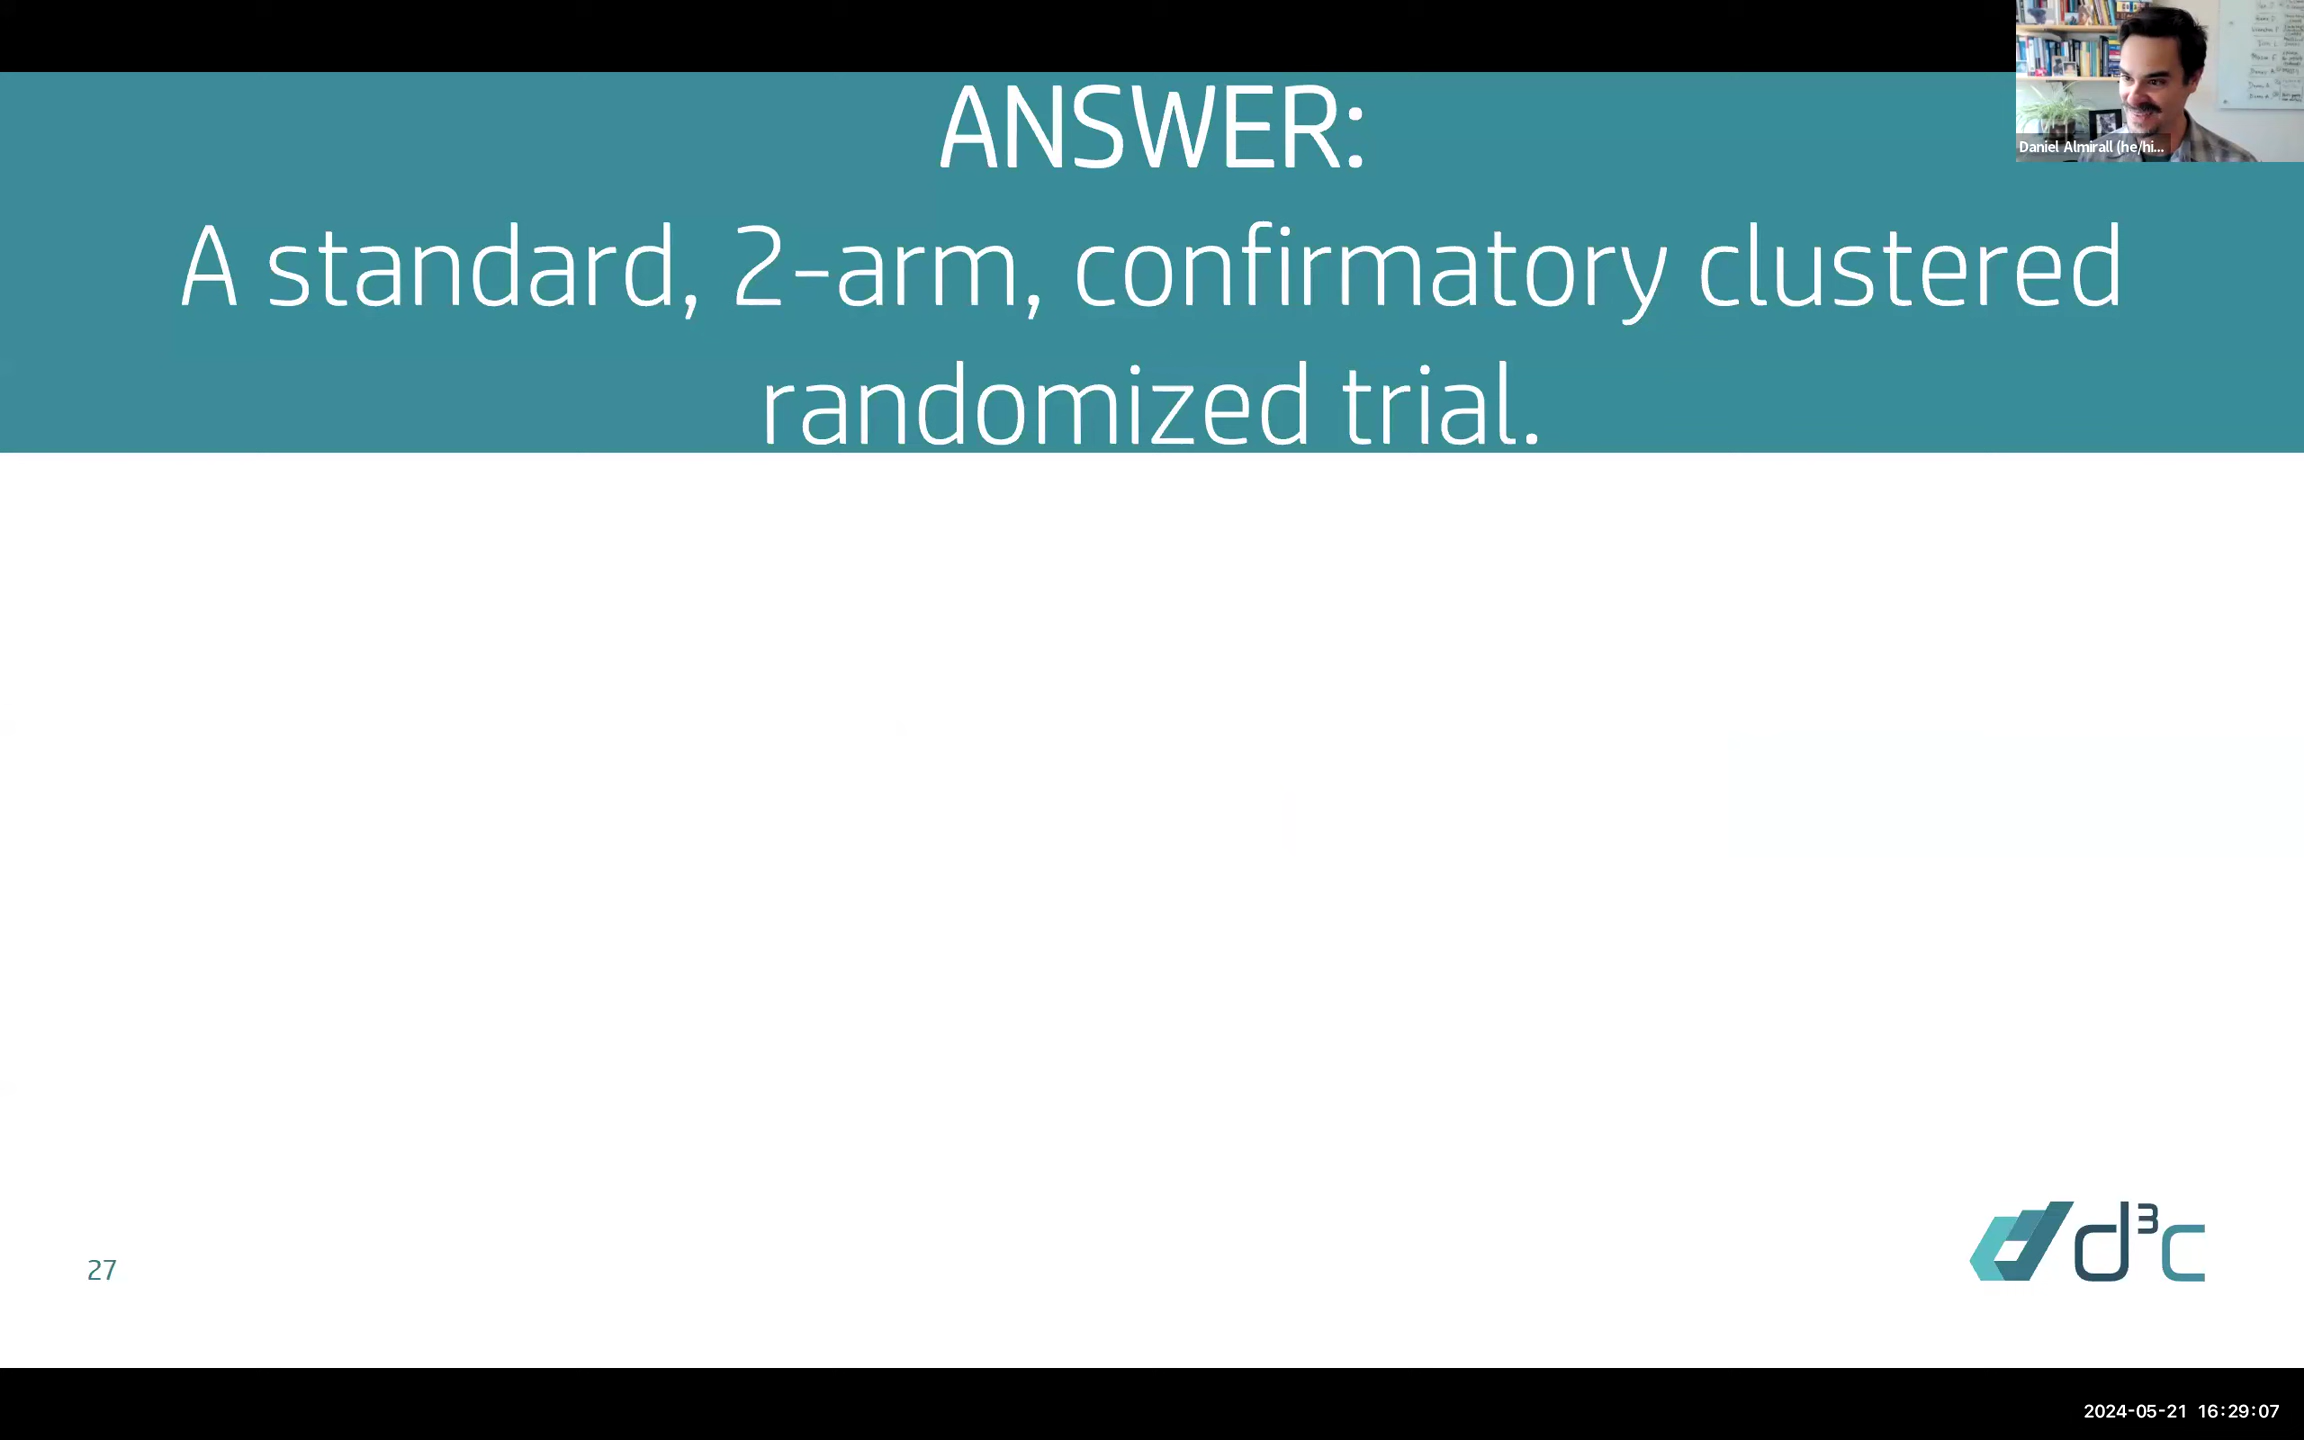 ANSWER:
A standard, 2-arm, confirmatory clustered
randomized trial.
Daniel Almirall (he/hi...
27
d³c
2024-05-21 16:29:07